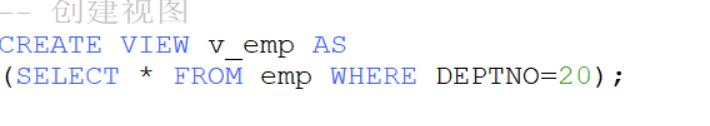 -- 创建视图
CREATE VIEW v_emp AS
(SELECT * FROM emp WHERE DEPTNO=20);